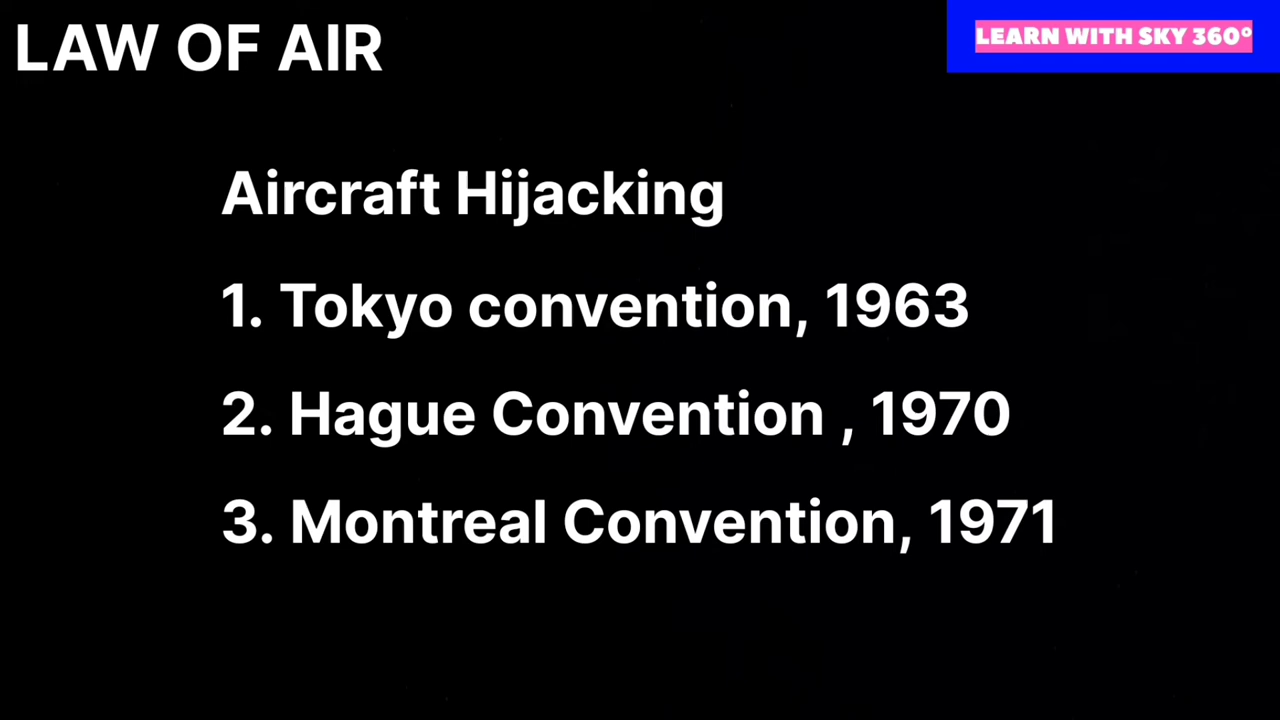 LAW OF AIR
LEARN WITH SKY 360°
Aircraft Hijacking
1. Tokyo convention, 1963
2. Hague Convention , 1970
3. Montreal Convention, 1971